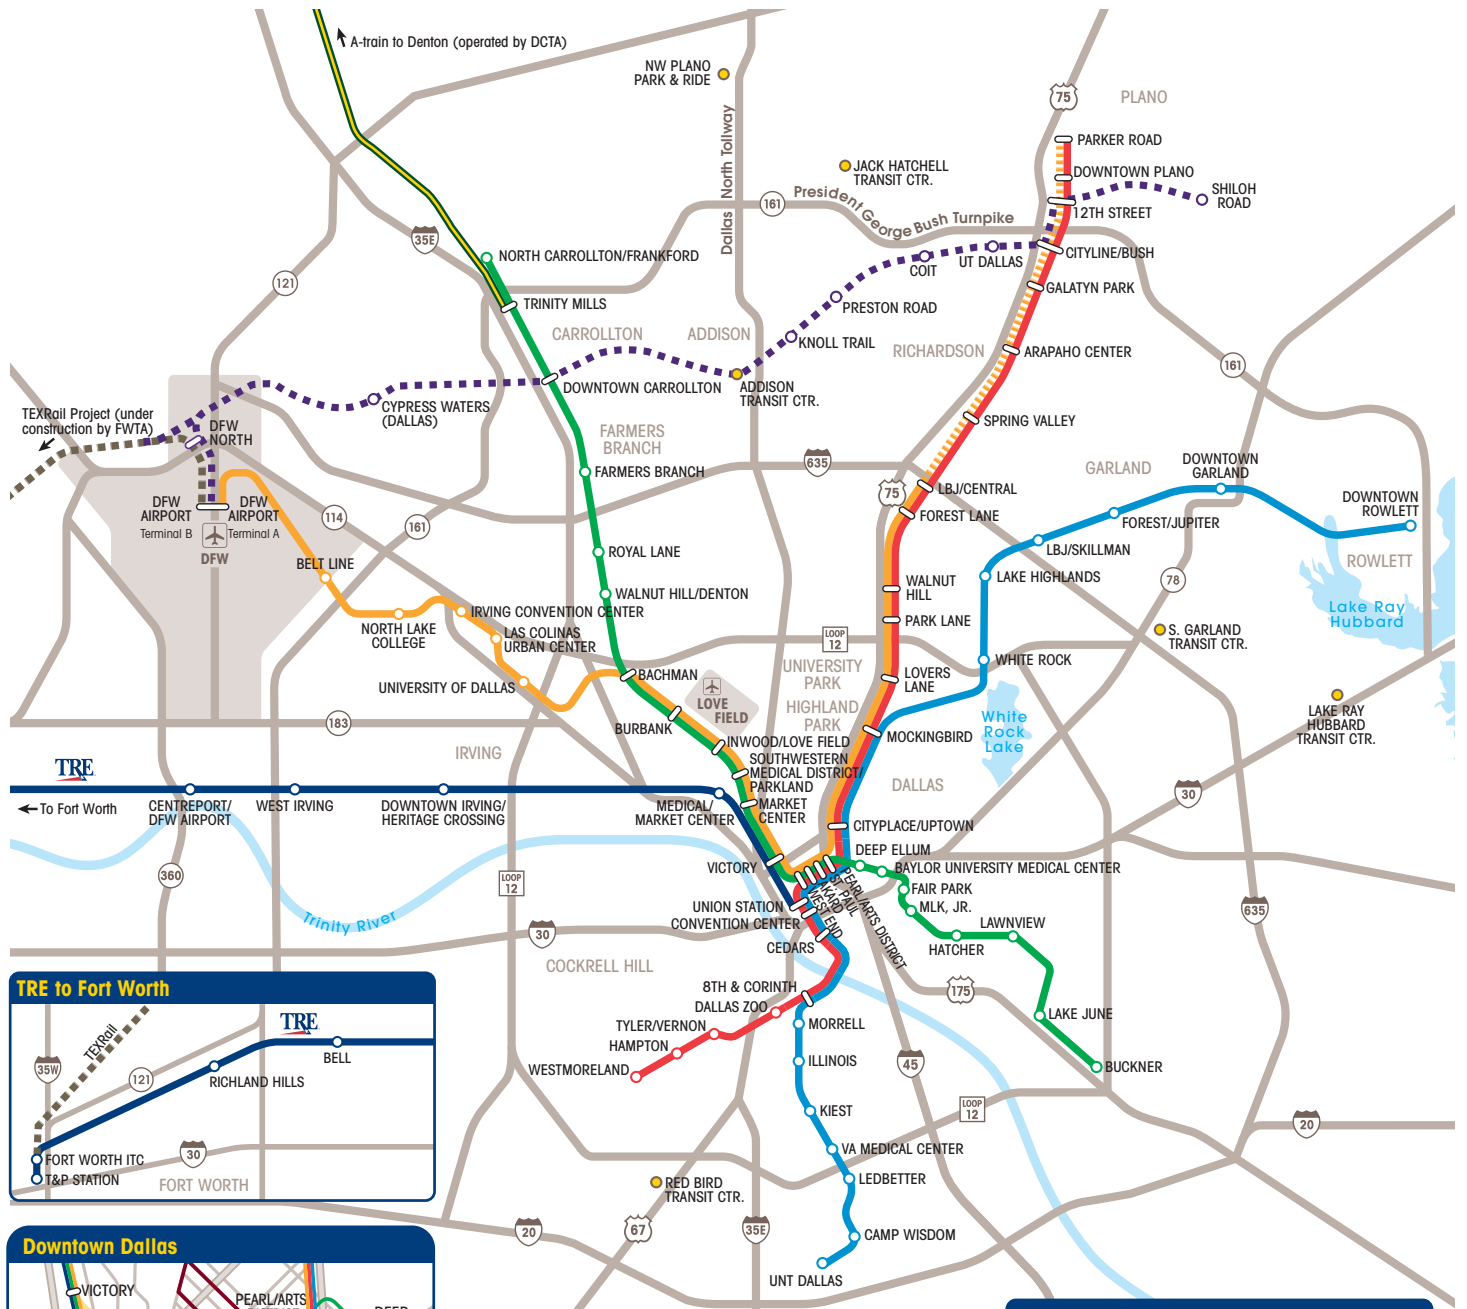 A-train to Denton (operated by DCTA)
NW PLANO
PARK & RIDE
75
PLANO
PARKER ROAD
Dallas North Tollway
JACK HATCHELL
TRANSIT CTR.
DOWNTOWN PLANO
SHILOH
ROAD
161
President George Bush Turnpike
12TH STREET
35E
NORTH CARROLLTON/FRANKFORD
COIT
UT DALLAS
CITYLINE/BUSH
121
TRINITY MILLS
GALATYN PARK
PRESTON ROAD
CARROLLTON
ADDISON
KNOLL TRAIL
RICHARDSON
ARAPAHO CENTER
161
DOWNTOWN CARROLLTON
ADDISON
TRANSIT CTR.
CYPRESS WATERS
(DALLAS)
TEXRail Project (under
construction by FWTA)
DFW
NORTH
FARMERS
BRANCH
SPRING VALLEY
FARMERS BRANCH
635
GARLAND
DOWNTOWN
GARLAND
75
LBJ/CENTRAL
DOWNTOWN
ROWLETT
DFW
AIRPORT
Terminal B
DFW
AIRPORT
Terminal A
DFW
114
161
FOREST LANE
FOREST/JUPITER
ROYAL LANE
LBJ/SKILLMAN
ROWLETT
BELT LINE
WALNUT HILL/DENTON
WALNUT
HILL
LAKE HIGHLANDS
78
Lake Ray
Hubbard
IRVING CONVENTION CENTER
NORTH LAKE
COLLEGE
LAS COLINAS
URBAN CENTER
LOOP
12
PARK LANE
S. GARLAND
TRANSIT CTR.
UNIVERSITY
PARK
WHITE ROCK
BACHMAN
UNIVERSITY OF DALLAS
LOVE
FIELD
LOVERS
LANE
HIGHLAND
PARK
183
BURBANK
White
Rock
Lake
LAKE RAY
HUBBARD
TRANSIT CTR.
IRVING
INWOOD/LOVE FIELD
MOCKINGBIRD
SOUTHWESTERN
MEDICAL DISTRICT/
PARKLAND
TRE
DALLAS
30
To Fort Worth
CENTREPORT/
DFW AIRPORT
WEST IRVING
DOWNTOWN IRVING/
HERITAGE CROSSING
MEDICAL/
MARKET CENTER
MARKET
CENTER
CITYPLACE/UPTOWN
DEEP ELLUM
VICTORY
BAYLOR UNIVERSITY MEDICAL CENTER
360
LOOP
12
FAIR PARK
PEARL/ARTS DISTRICT
ST. PAUL
AKARD
WEST END
UNION STATION
MLK, JR.
635
Trinity River
CONVENTION CENTER
LAWNVIEW
30
CEDARS
HATCHER
COCKRELL HILL
8TH & CORINTH
175
DALLAS ZOO
LAKE JUNE
TYLER/VERNON
MORRELL
HAMPTON
ILLINOIS
45
WESTMORELAND
BUCKNER
KIEST
LOOP
12
20
VA MEDICAL CENTER
LEDBETTER
RED BIRD
TRANSIT CTR.
20
67
35E
CAMP WISDOM
UNT DALLAS
TRE to Fort Worth
TRE
TEXRail
35W
BELL
121
RICHLAND HILLS
30
FORT WORTH ITC
T&P STATION
FORT WORTH
Downtown Dallas
VICTORY
PEARL/ARTS